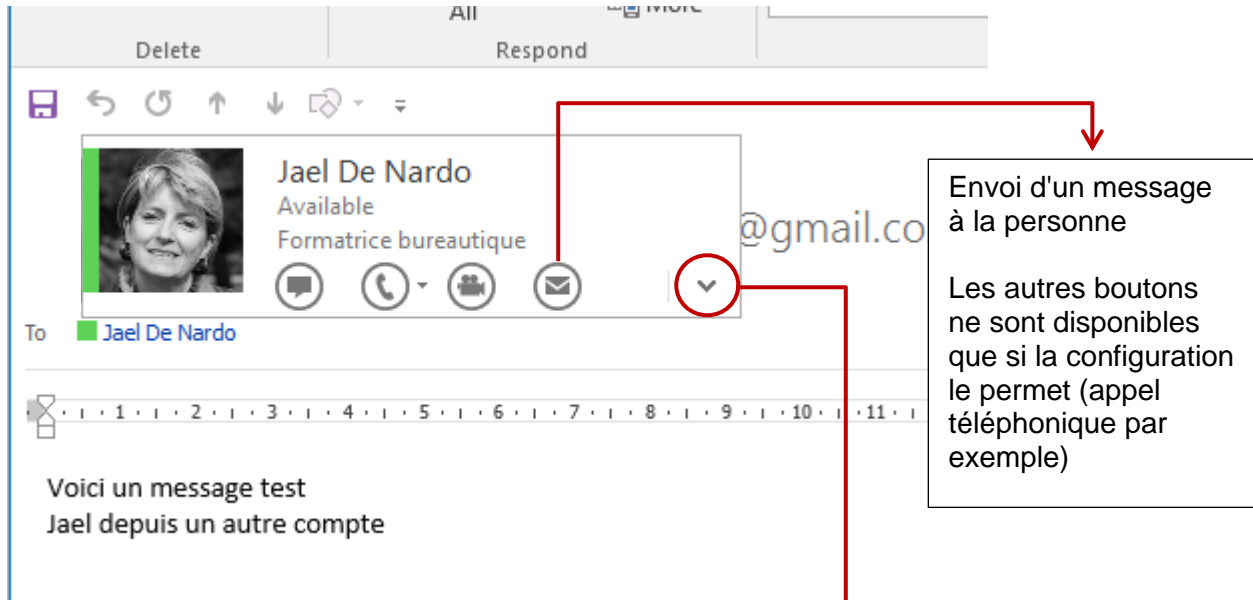 All
More
Delete
Respond
Jael De Nardo
Available
Formatrice bureautique
@gmail.co
To Jael De Nardo
1 2 3 4 5 6 7 8 9 10 11
Voici un message test
Jael depuis un autre compte
Envoi d'un message
à la personne
Les autres boutons
ne sont disponibles
que si la configuration
le permet (appel
téléphonique par
exemple)